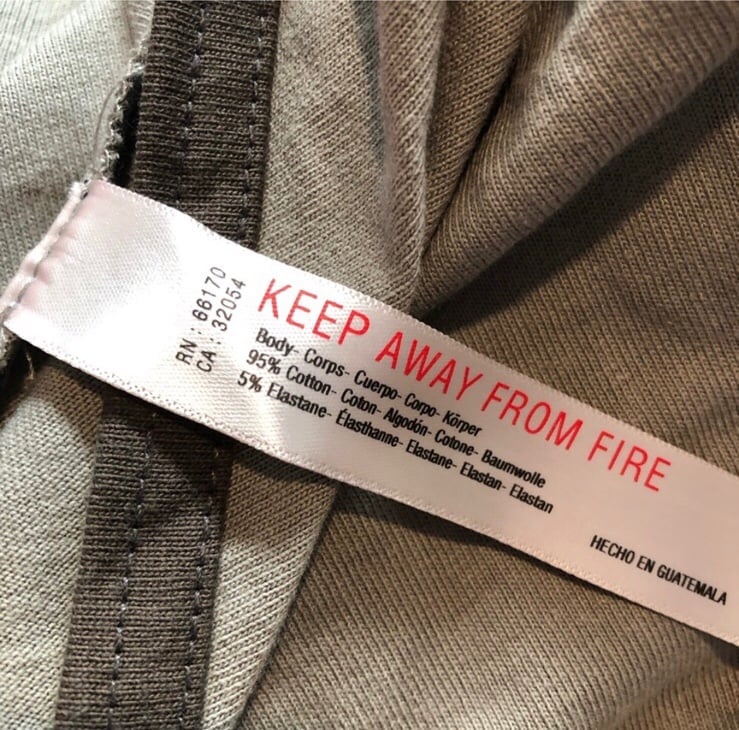 RN: 66170
CA: 32054
KEEP AWAY FROM FIRE
Body- Corps- Cuerpo- Corpo- Körper
95% Cotton- Coton- Algodón- Cotone- Baumwolle
5% Elastane- Élasthanne- Elastane- Elastan- Elastan
HECHO EN GUATEMALA